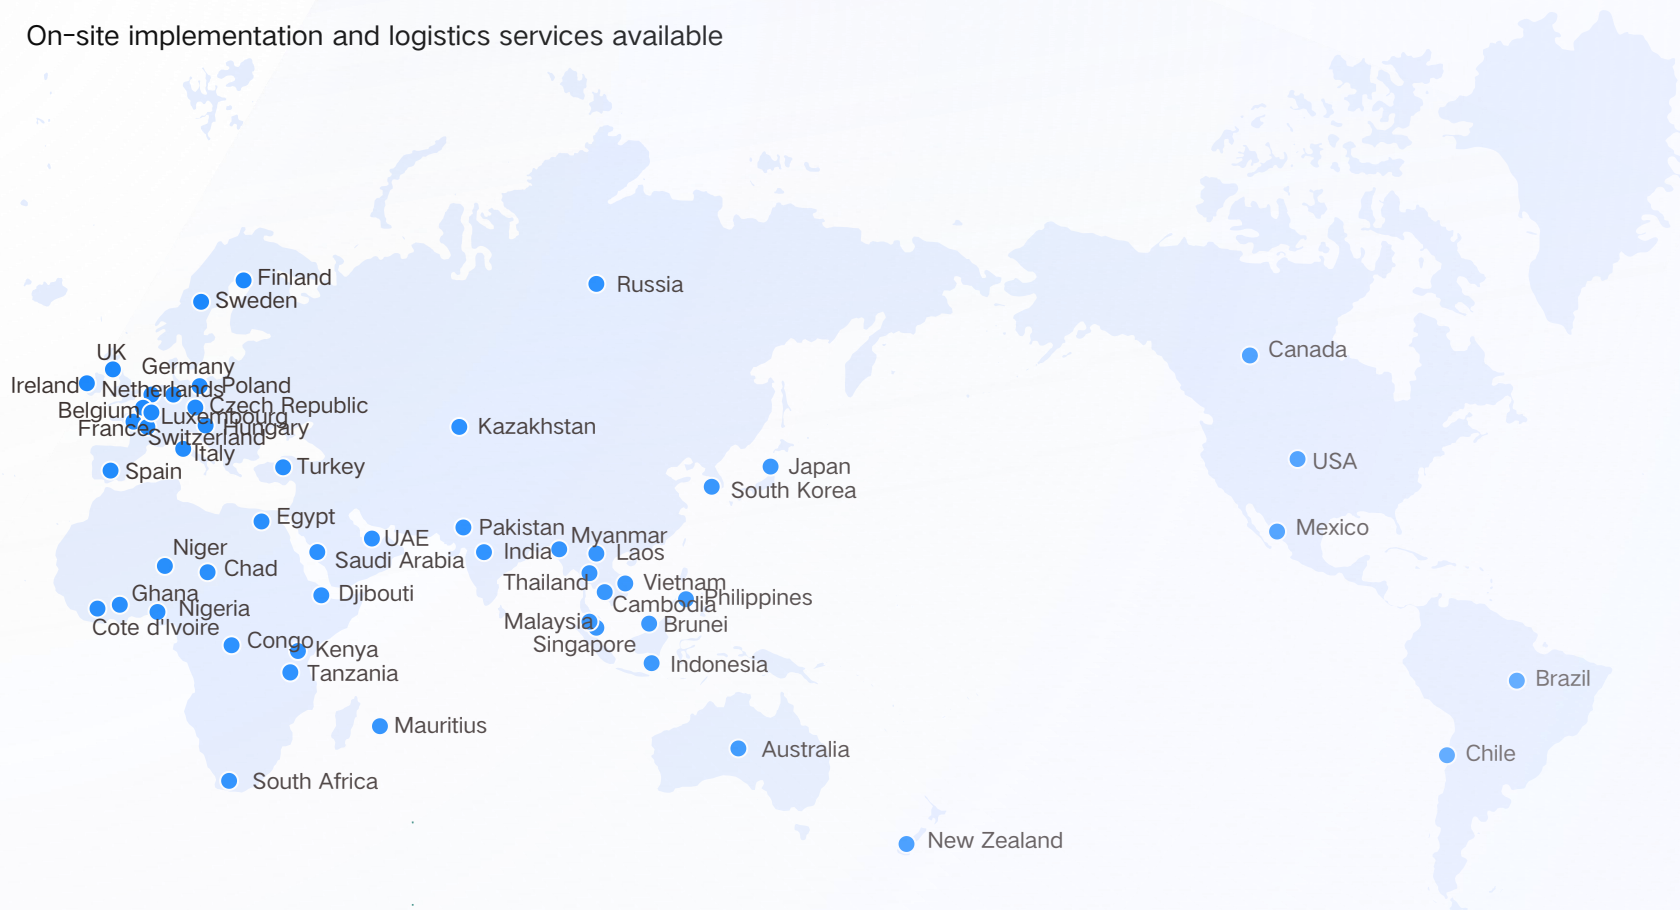 On-site implementation and logistics services available
Finland
Russia
Sweden
UK
Canada
Germany
Ireland
Netherlands
Poland
Belgium
Czech Republic
Luxembourg
France
Hungary
Switzerland
Kazakhstan
Italy
USA
Spain
Turkey
Japan
South Korea
Egypt
Pakistan
Mexico
UAE
Myanmar
Niger
Saudi Arabia
India
Laos
Chad
Thailand
Vietnam
Ghana
Djibouti
Philippines
Nigeria
Cambodia
Cote d'Ivoire
Malaysia
Brunei
Congo
Kenya
Singapore
Tanzania
Indonesia
Brazil
Mauritius
Australia
Chile
South Africa
New Zealand